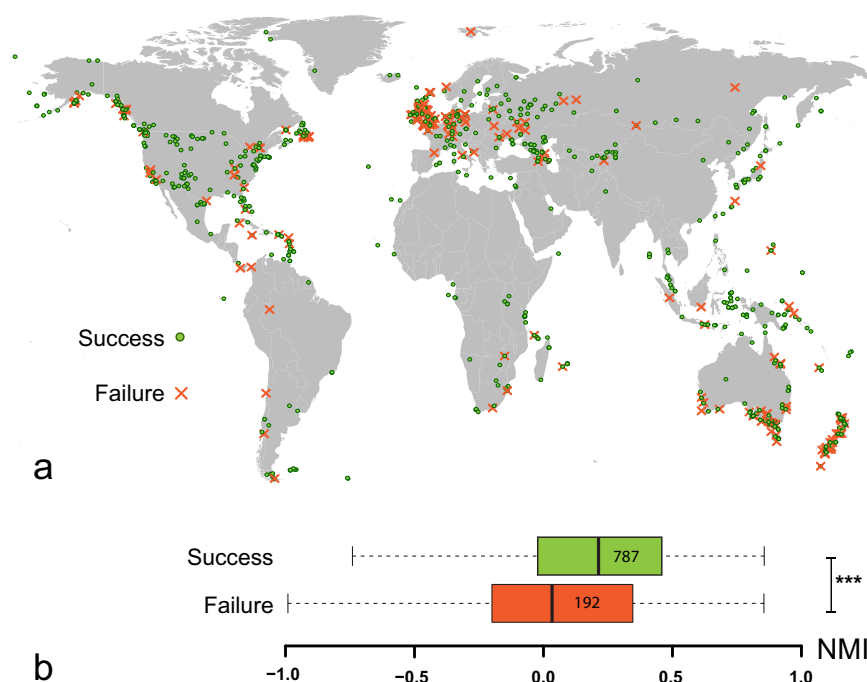 Success
Failure
a
Success
787
Failure
192
***
−1.0
−0.5
0.0
0.5
1.0
NMI
b